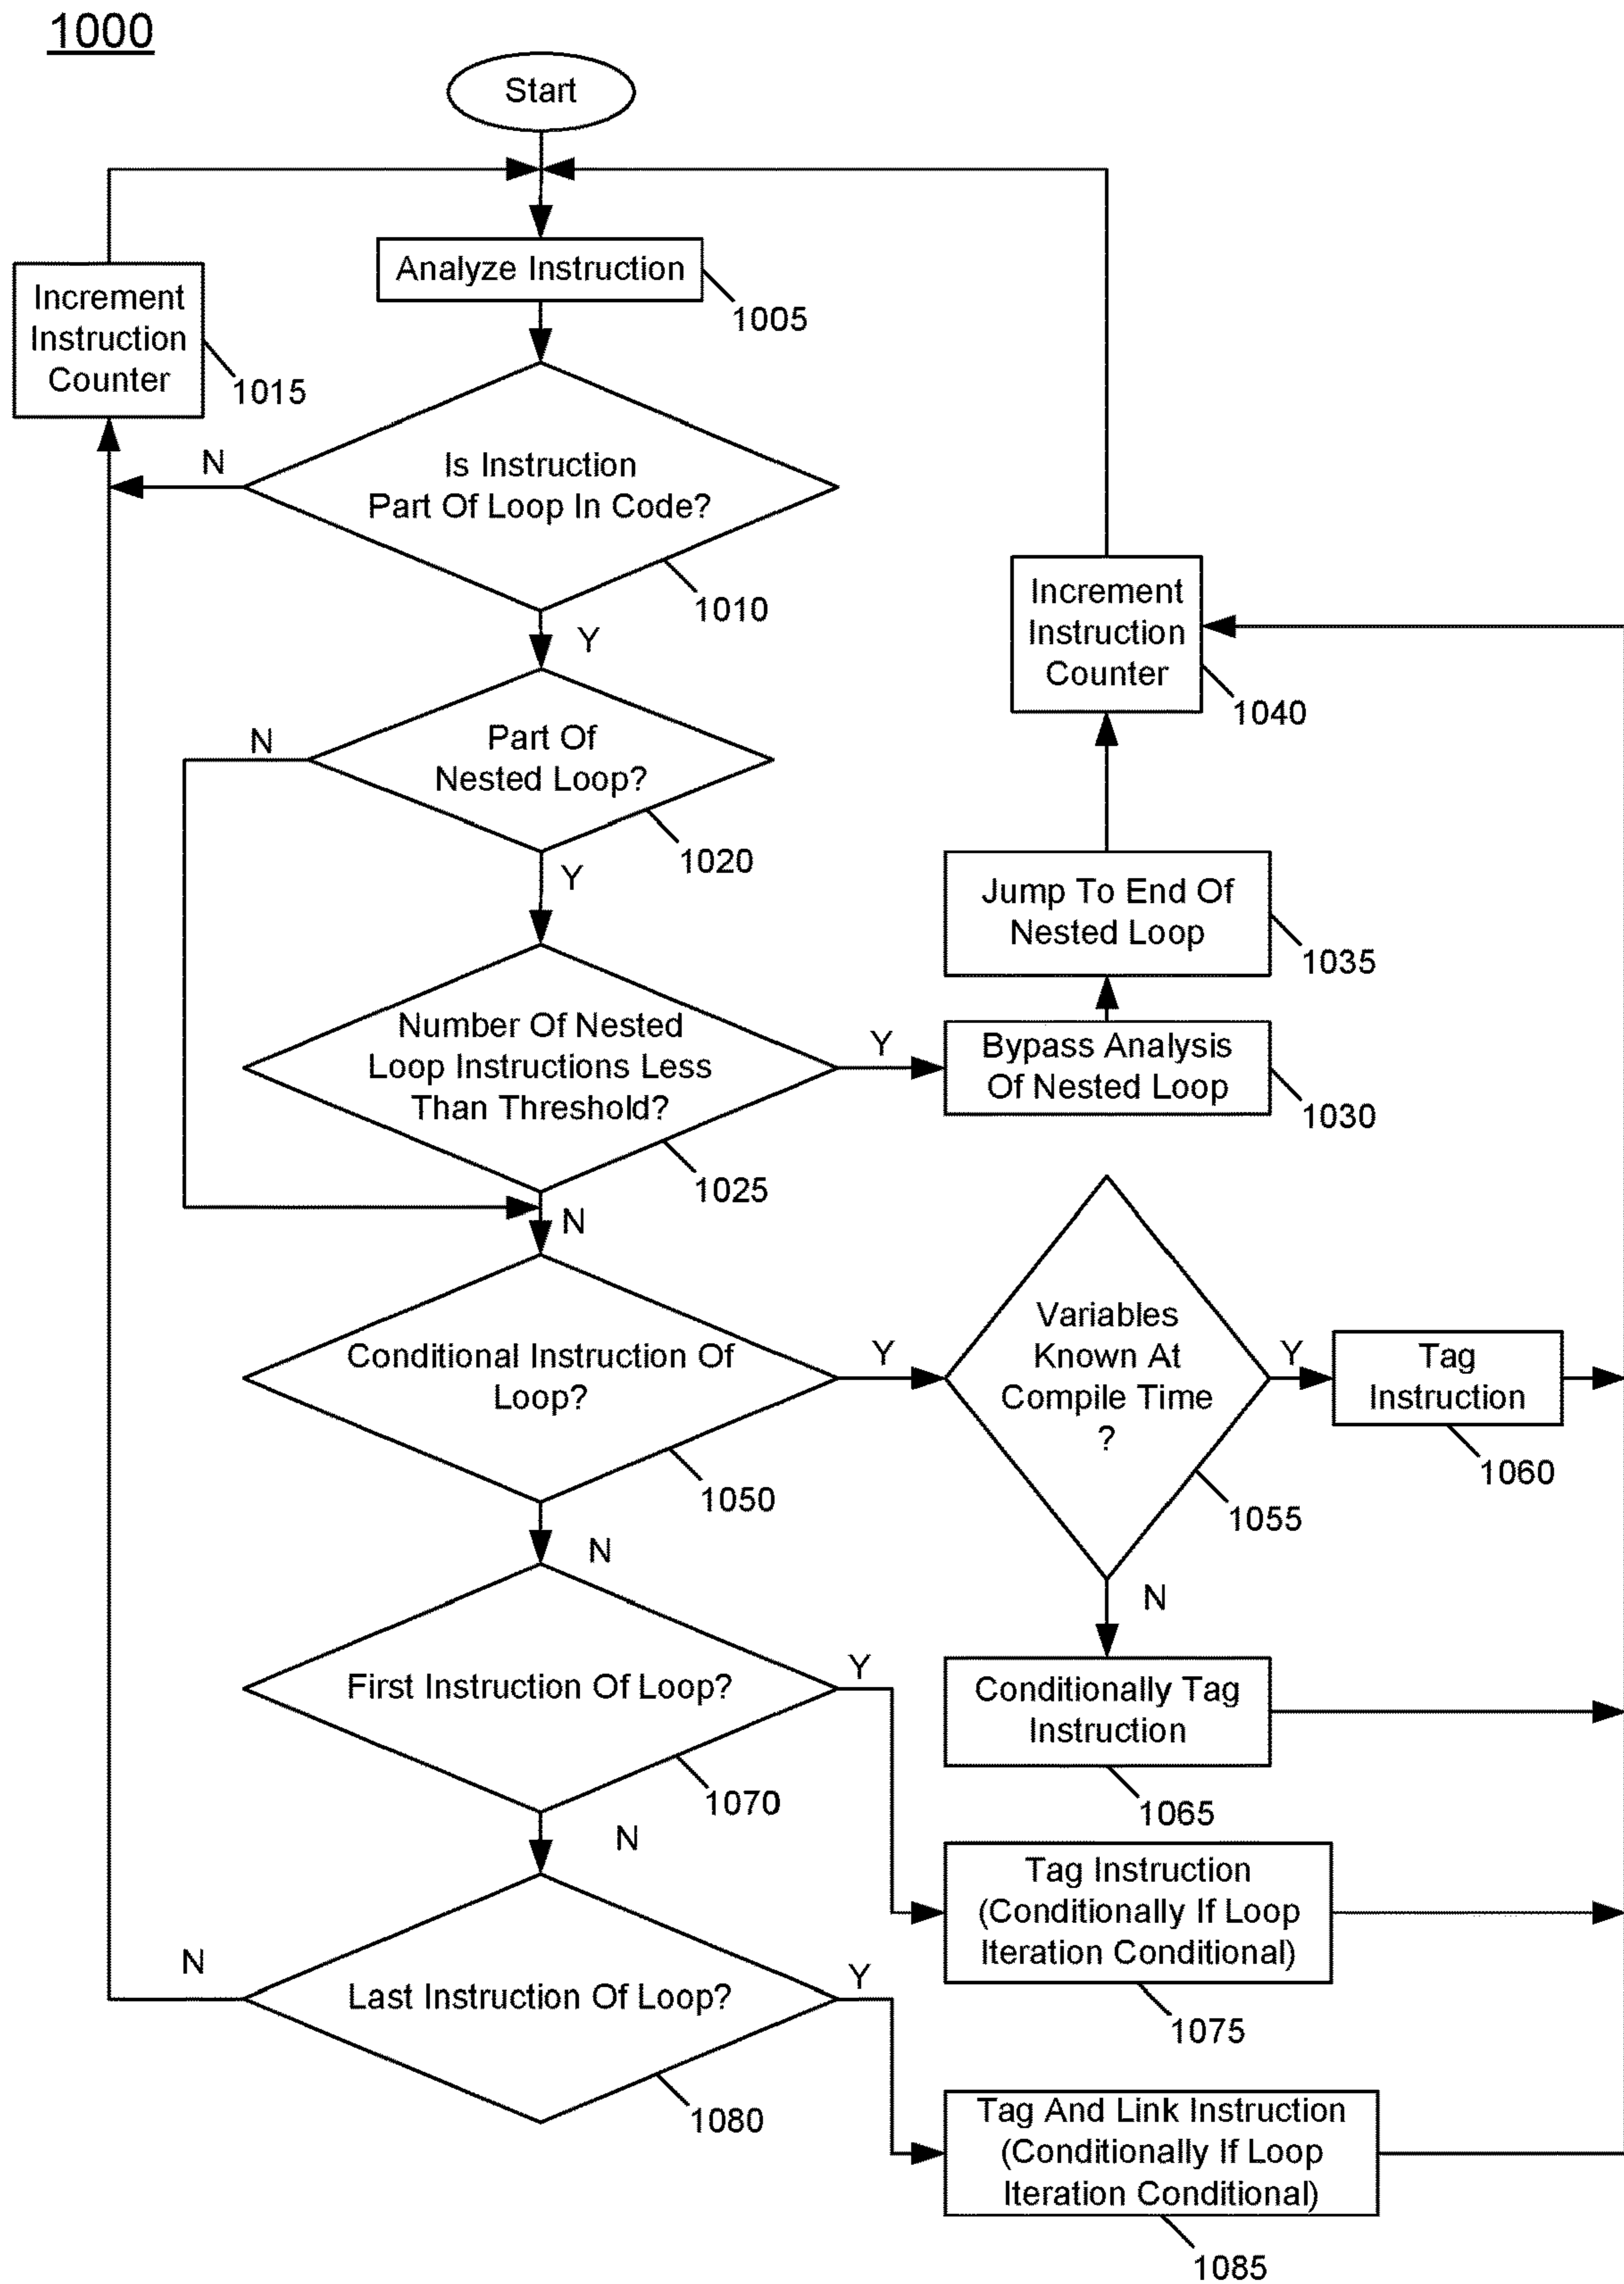 1000
Start
Analyze Instruction
1005
Increment
Instruction
Counter
1015
N
Is Instruction
Part Of Loop In Code?
1010
Y
Increment
Instruction
Counter
1040
N
Part Of
Nested Loop?
1020
Y
Jump To End Of
Nested Loop
1035
Number Of Nested
Loop Instructions Less
Than Threshold?
1025
Y
Bypass Analysis
Of Nested Loop
1030
N
Conditional Instruction Of
Loop?
1050
Y
Variables
Known At
Compile Time
?
1055
Y
Tag
Instruction
1060
N
N
First Instruction Of Loop?
1070
Y
Conditionally Tag
Instruction
1065
N
Tag Instruction
(Conditionally If Loop
Iteration Conditional)
1075
N
Last Instruction Of Loop?
1080
Y
Tag And Link Instruction
(Conditionally If Loop
Iteration Conditional)
1085